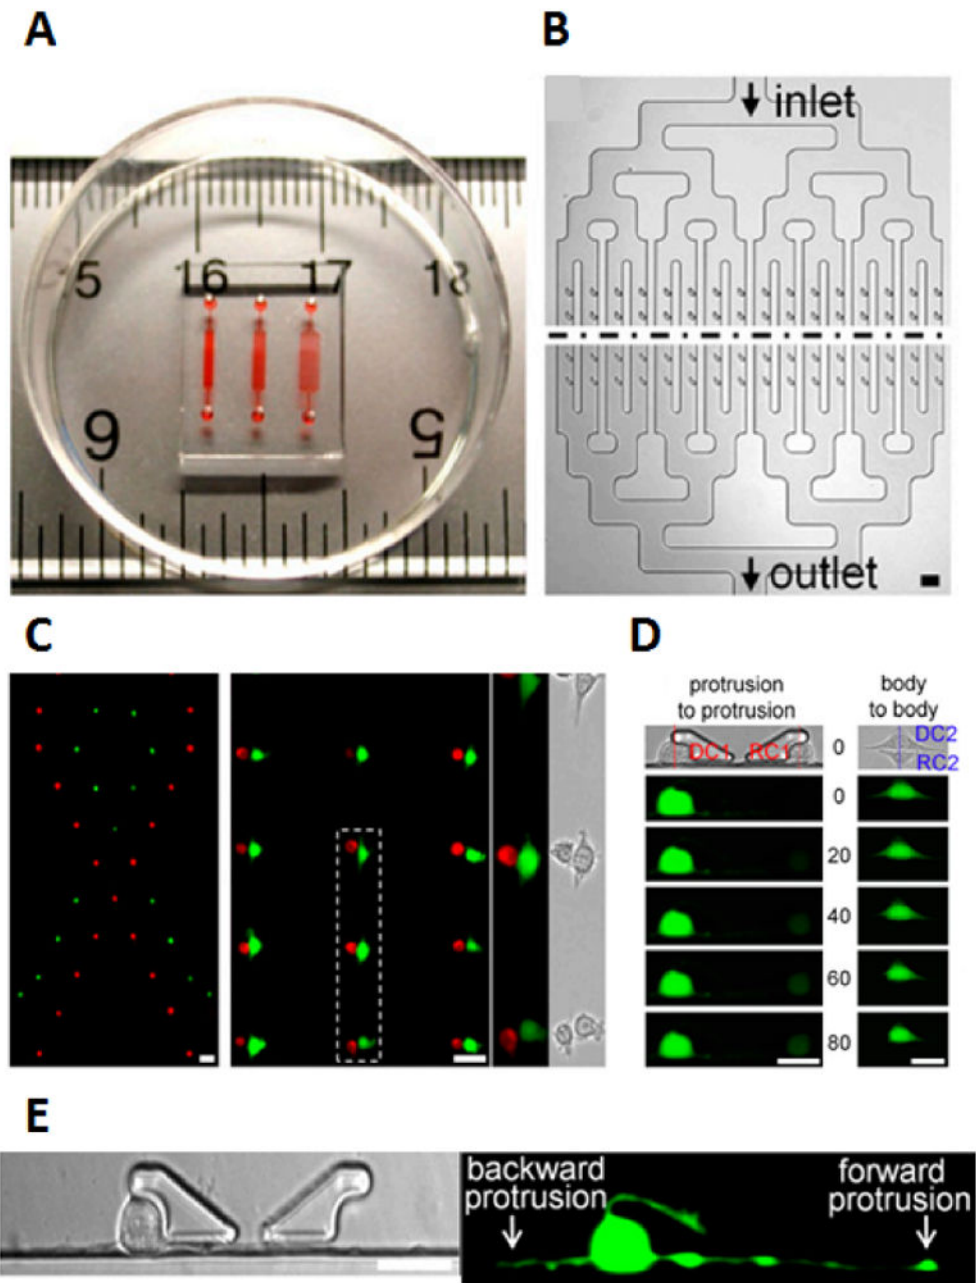 A
B
inlet
5
16
17
18
6
5
outlet
C
D
protrusion
to protrusion
body
to body
DC1
RC1
0
DC2
RC2
0
20
40
60
80
E
backward
protrusion
forward
protrusion